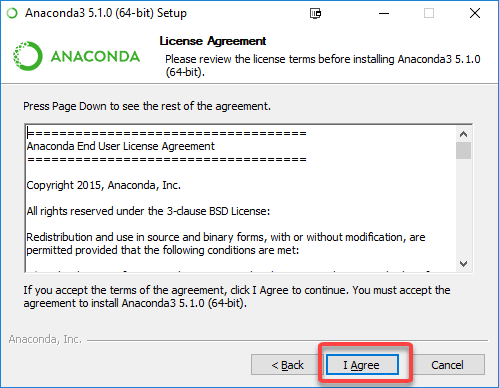 Anaconda3 5.1.0 (64-bit) Setup
ANACONDA
License Agreement
Please review the license terms before installing Anaconda3 5.1.0
(64-bit).
Press Page Down to see the rest of the agreement.
===================================
Anaconda End User License Agreement
===================================
Copyright 2015, Anaconda, Inc.
All rights reserved under the 3-clause BSD License:
Redistribution and use in source and binary forms, with or without modification, are
permitted provided that the following conditions are met:
If you accept the terms of the agreement, click I Agree to continue. You must accept the
agreement to install Anaconda3 5.1.0 (64-bit).
Anaconda, Inc.
< Back
I Agree
Cancel